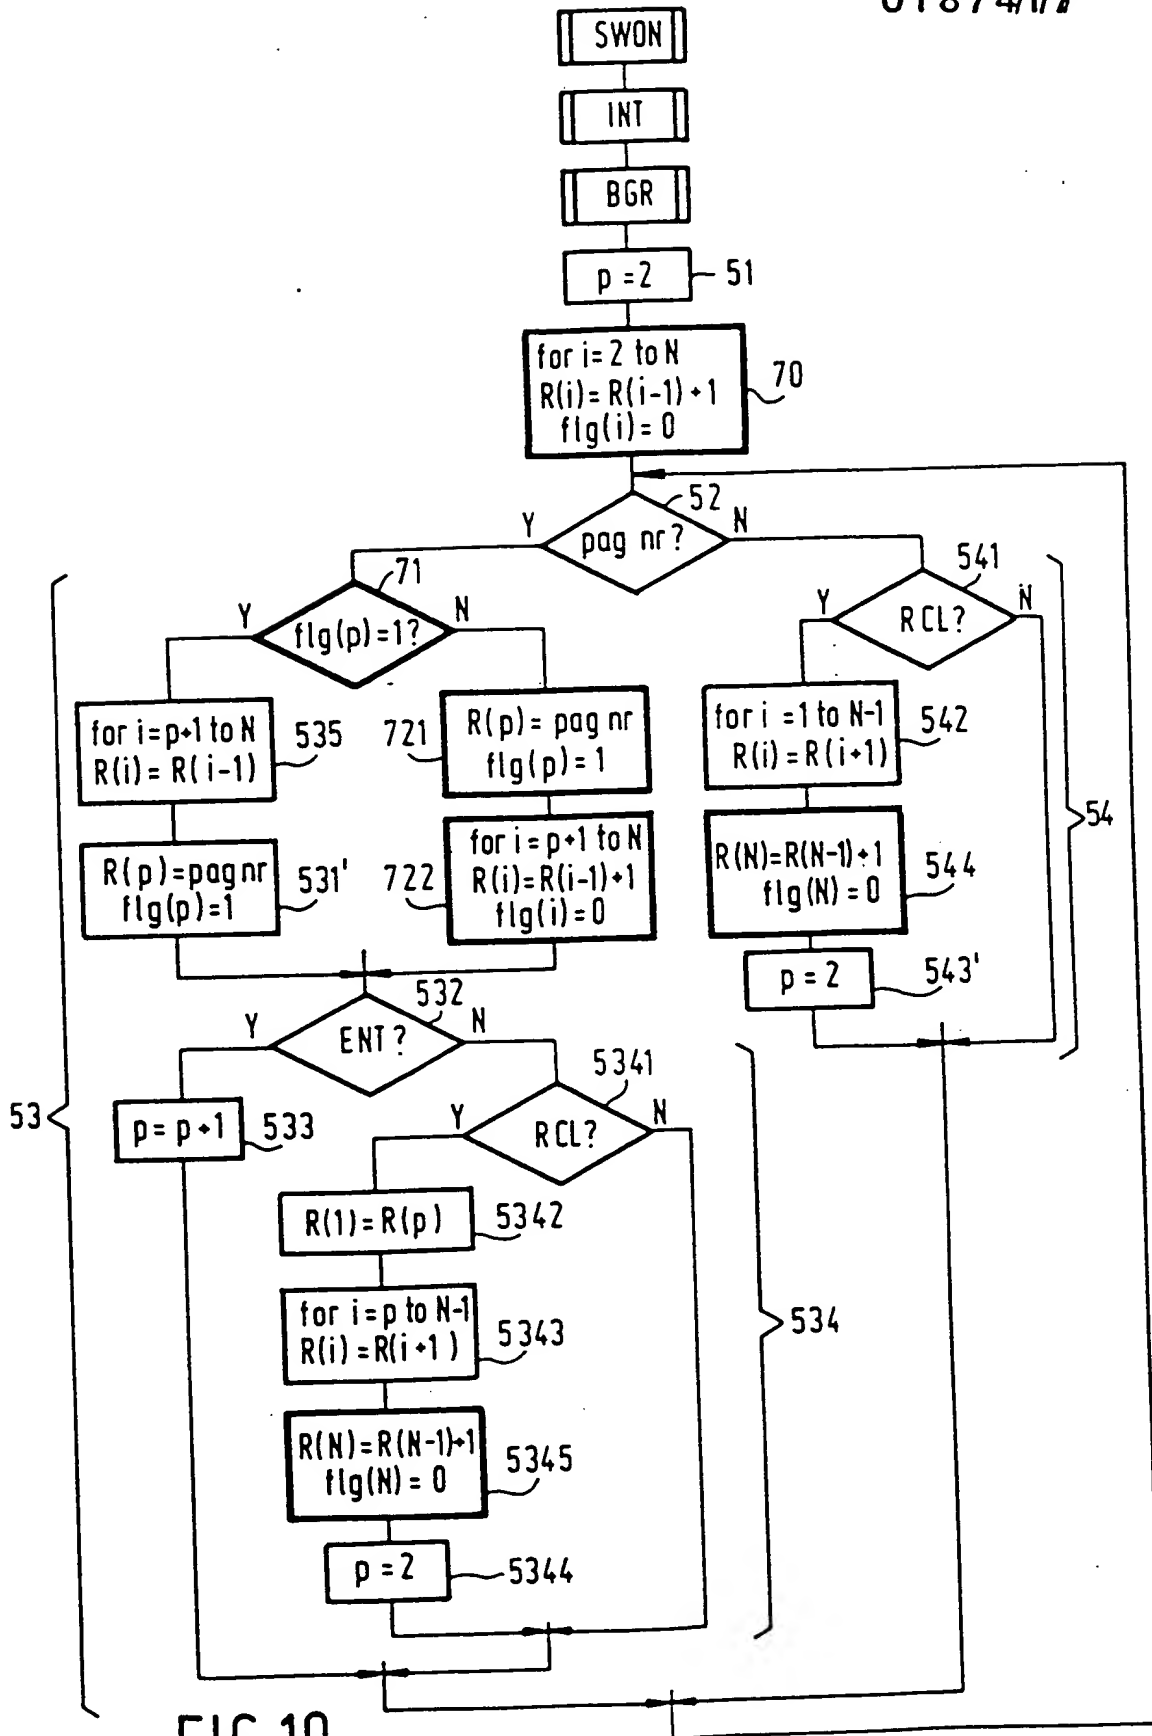 SWON
INT
BGR
p = 2
51
for i = 2 to N
R(i) = R(i-1) + 1
flg(i) = 0
70
52
Y
pag nr?
N
71
Y
flg(p) = 1?
N
541
Y
RCL?
N
for i = p+1 to N
R(i) = R(i-1)
535
721
R(p) = pag nr
flg(p) = 1
for i = 1 to N-1
R(i) = R(i+1)
542
54
R(p) = pag nr
flg(p) = 1
531'
722
for i = p+1 to N
R(i) = R(i-1) + 1
flg(i) = 0
R(N) = R(N-1) + 1
flg(N) = 0
544
p = 2
543'
532
Y
ENT?
N
5341
Y
RCL?
N
53
p = p + 1
533
R(1) = R(p)
5342
for i = p to N-1
R(i) = R(i+1)
5343
534
R(N) = R(N-1) + 1
flg(N) = 0
5345
p = 2
5344
FIG.10